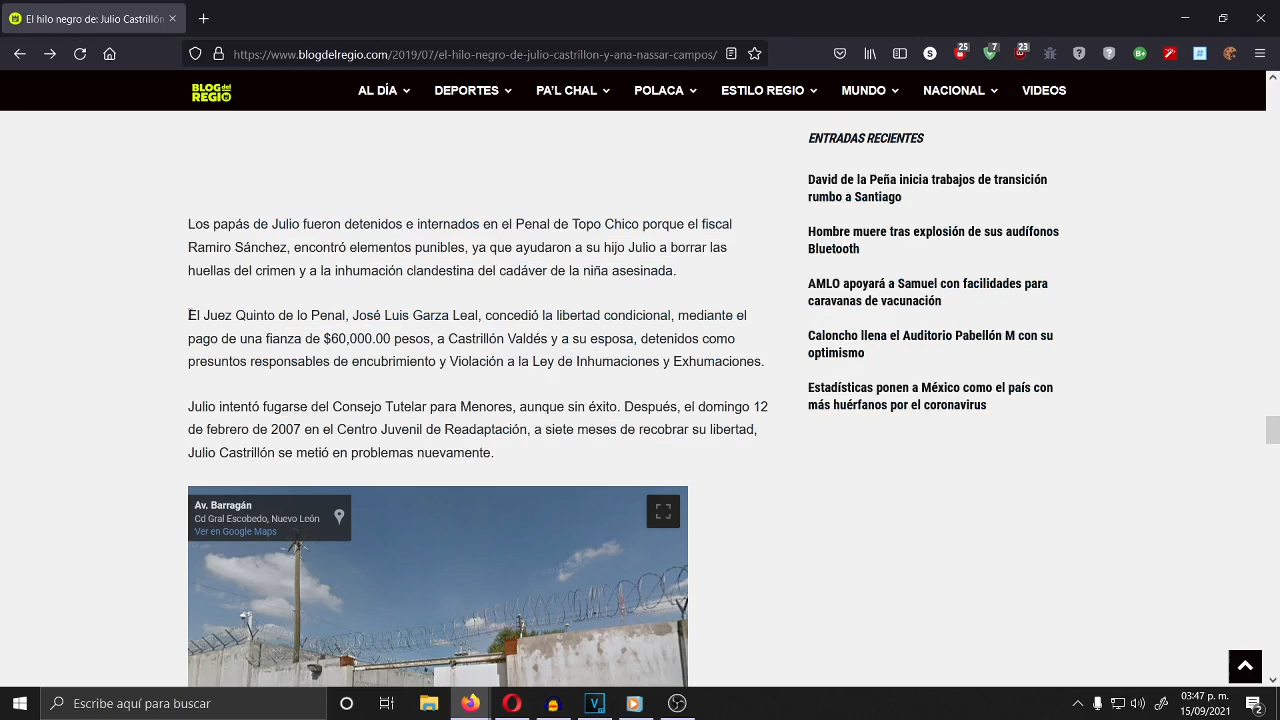 El hilo negro de Julio Castrillón
https://www.blogdelregio.com/2019/07/el-hilo-negro-de-julio-castrillon-y-ana-nassar-campos/
S
25
7
23
B+
#
BLOG del
REGIO
AL DÍA
DEPORTES
PA'L CHAL
POLACA
ESTILO REGIO
MUNDO
NACIONAL
VIDEOS
ENTRADAS RECIENTES
David de la Peña inicia trabajos de transición
rumbo a Santiago
Hombre muere tras explosión de sus audífonos
Bluetooth
AMLO apoyará a Samuel con facilidades para
caravanas de vacunación
Caloncho llena el Auditorio Pabellón M con su
optimismo
Estadísticas ponen a México como el país con
más huérfanos por el coronavirus
Los papás de Julio fueron detenidos e internados en el Penal de Topo Chico porque el fiscal
Ramiro Sánchez, encontró elementos punibles, ya que ayudaron a su hijo Julio a borrar las
huellas del crimen y a la inhumación clandestina del cadáver de la niña asesinada.
El Juez Quinto de lo Penal, José Luis Garza Leal, concedió la libertad condicional, mediante el
pago de una fianza de $60,000.00 pesos, a Castrillón Valdés y a su esposa, detenidos como
presuntos responsables de encubrimiento y Violación a la Ley de Inhumaciones y Exhumaciones.
Julio intentó fugarse del Consejo Tutelar para Menores, aunque sin éxito. Después, el domingo 12
de febrero de 2007 en el Centro Juvenil de Readaptación, a siete meses de recobrar su libertad,
Julio Castrillón se metió en problemas nuevamente.
Av. Barragán
Cd Gral Escobedo, Nuevo León
Ver en Google Maps
Escribe aquí para buscar
V
03:47 p. m.
15/09/2021
2